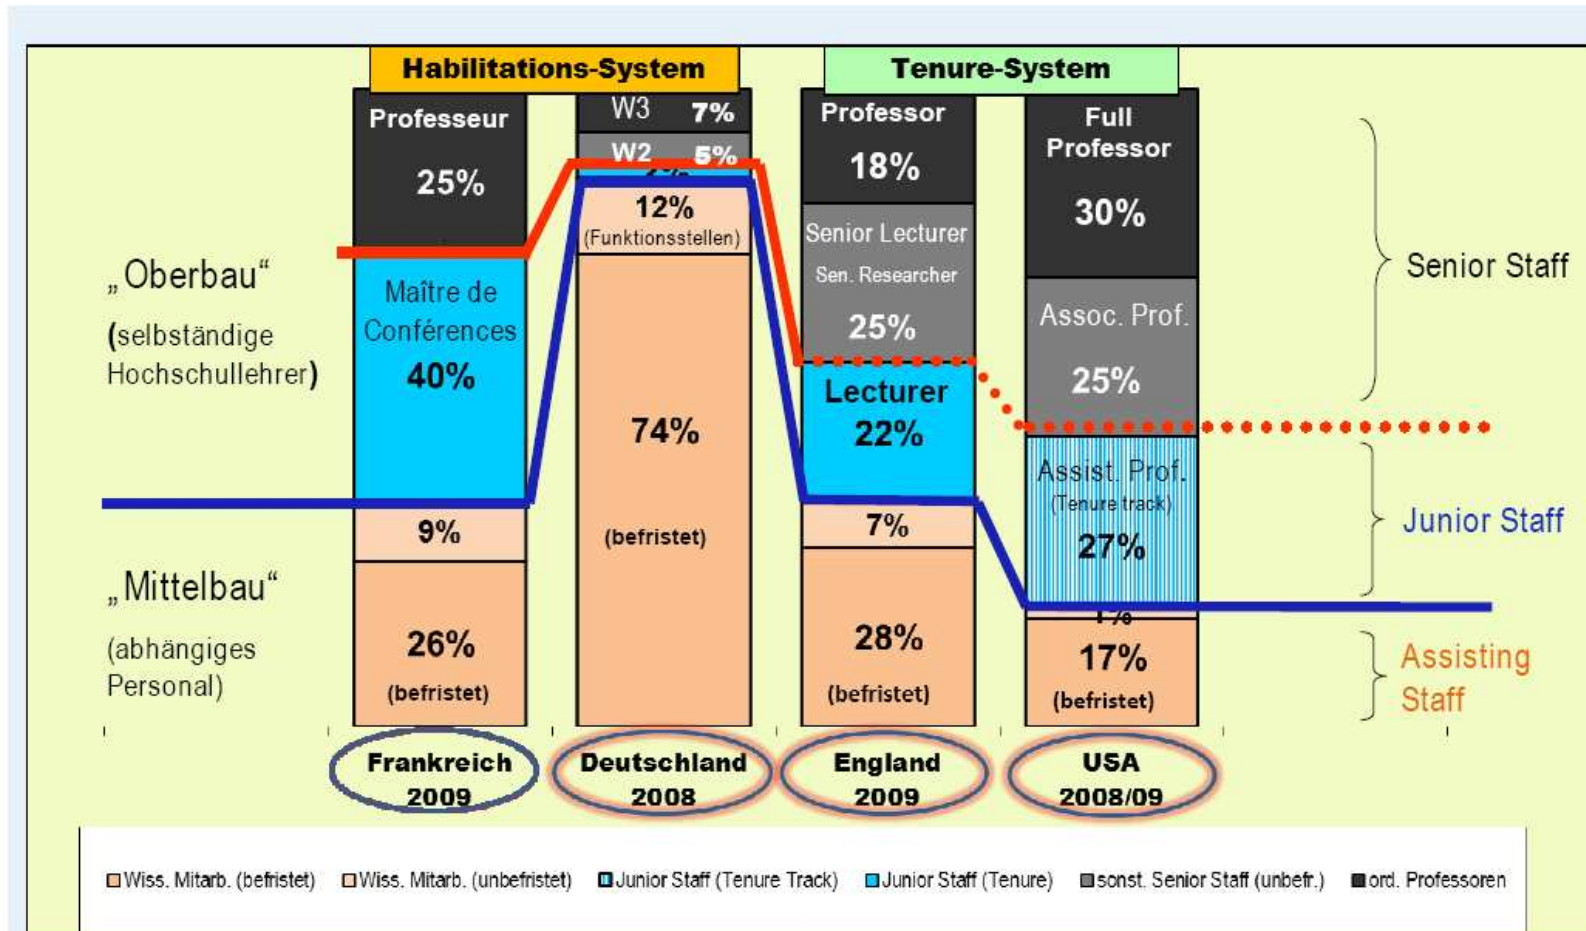 Habilitations-System
Tenure-System
Professeur
25%
Maître de
Conférences
40%
9%
26%
(befristet)
W3 7%
W2 5%
2%
12%
(Funktionsstellen)
74%
(befristet)
Professor
18%
Senior Lecturer
Sen. Researcher
25%
Lecturer
22%
7%
28%
(befristet)
Full
Professor
30%
Assoc. Prof.
25%
Assist. Prof.
(Tenure track)
27%
1%
17%
(befristet)
„Oberbau“
(selbständige
Hochschullehrer)
„Mittelbau“
(abhängiges
Personal)
Senior Staff
Junior Staff
Assisting
Staff
Frankreich
2009
Deutschland
2008
England
2009
USA
2008/09
Wiss. Mitarb. (befristet) Wiss. Mitarb. (unbefristet) Junior Staff (Tenure Track) Junior Staff (Tenure) sonst. Senior Staff (unbefr.) ord. Professoren